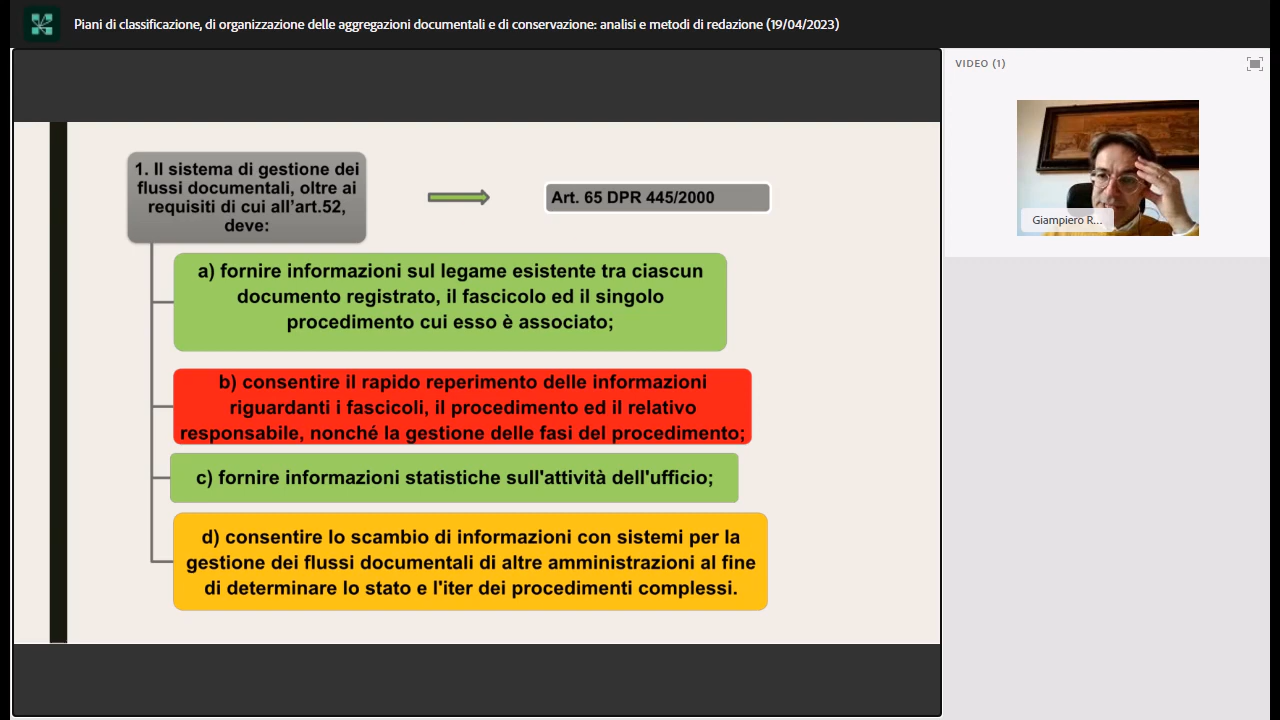 Piani di classificazione, di organizzazione delle aggregazioni documentali e di conservazione: analisi e metodi di redazione (19/04/2023)
VIDEO (1)
Giampiero R...
1. Il sistema di gestione dei
flussi documentali, oltre ai
requisiti di cui all'art.52,
deve:
Art. 65 DPR 445/2000
a) fornire informazioni sul legame esistente tra ciascun
documento registrato, il fascicolo ed il singolo
procedimento cui esso è associato;
b) consentire il rapido reperimento delle informazioni
riguardanti i fascicoli, il procedimento ed il relativo
responsabile, nonché la gestione delle fasi del procedimento;
c) fornire informazioni statistiche sull'attività dell'ufficio;
d) consentire lo scambio di informazioni con sistemi per la
gestione dei flussi documentali di altre amministrazioni al fine
di determinare lo stato e l'iter dei procedimenti complessi.